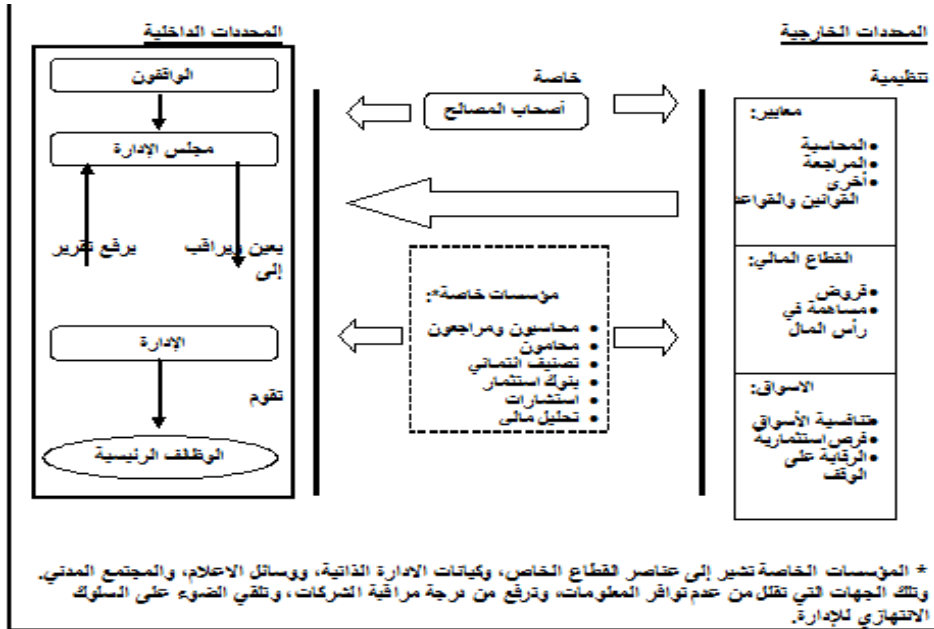 المحددات الخارجية
المحددات الداخلية
تنظيمية
خاصة
معايير:
•المحاسبة
•المراجعة
•أخرى
القوانين والقواعد
القطاع المالي:
•قروض
•مساهمة في
رأس المال
الاسواق:
•تنافسية الأسواق
•فرص استثمارية
•الرقابة على
الوقف
أصحاب المصالح
مؤسسات خاصة*:
• محاسبون ومراجعون
• محامون
• تصنيف ائتماني
• بنوك استثمار
• استشارات
• تحليل مالي
الواقفون
مجلس الإدارة
يعين ويراقب
يرفع تقرير
إلى
الإدارة
تقوم
الوظائف الرئيسية
* المؤسسات الخاصة تشير إلى عناصر القطاع الخاص، وكيانات الادارة الذاتية، ووسائل الاعلام، والمجتمع المدني.
وتلك الجهات التي تقلل من عدم توافر المعلومات، وترفع من درجة مراقبة الشركات، وتلقي الضوء على السلوك
الانتهازي للإدارة.